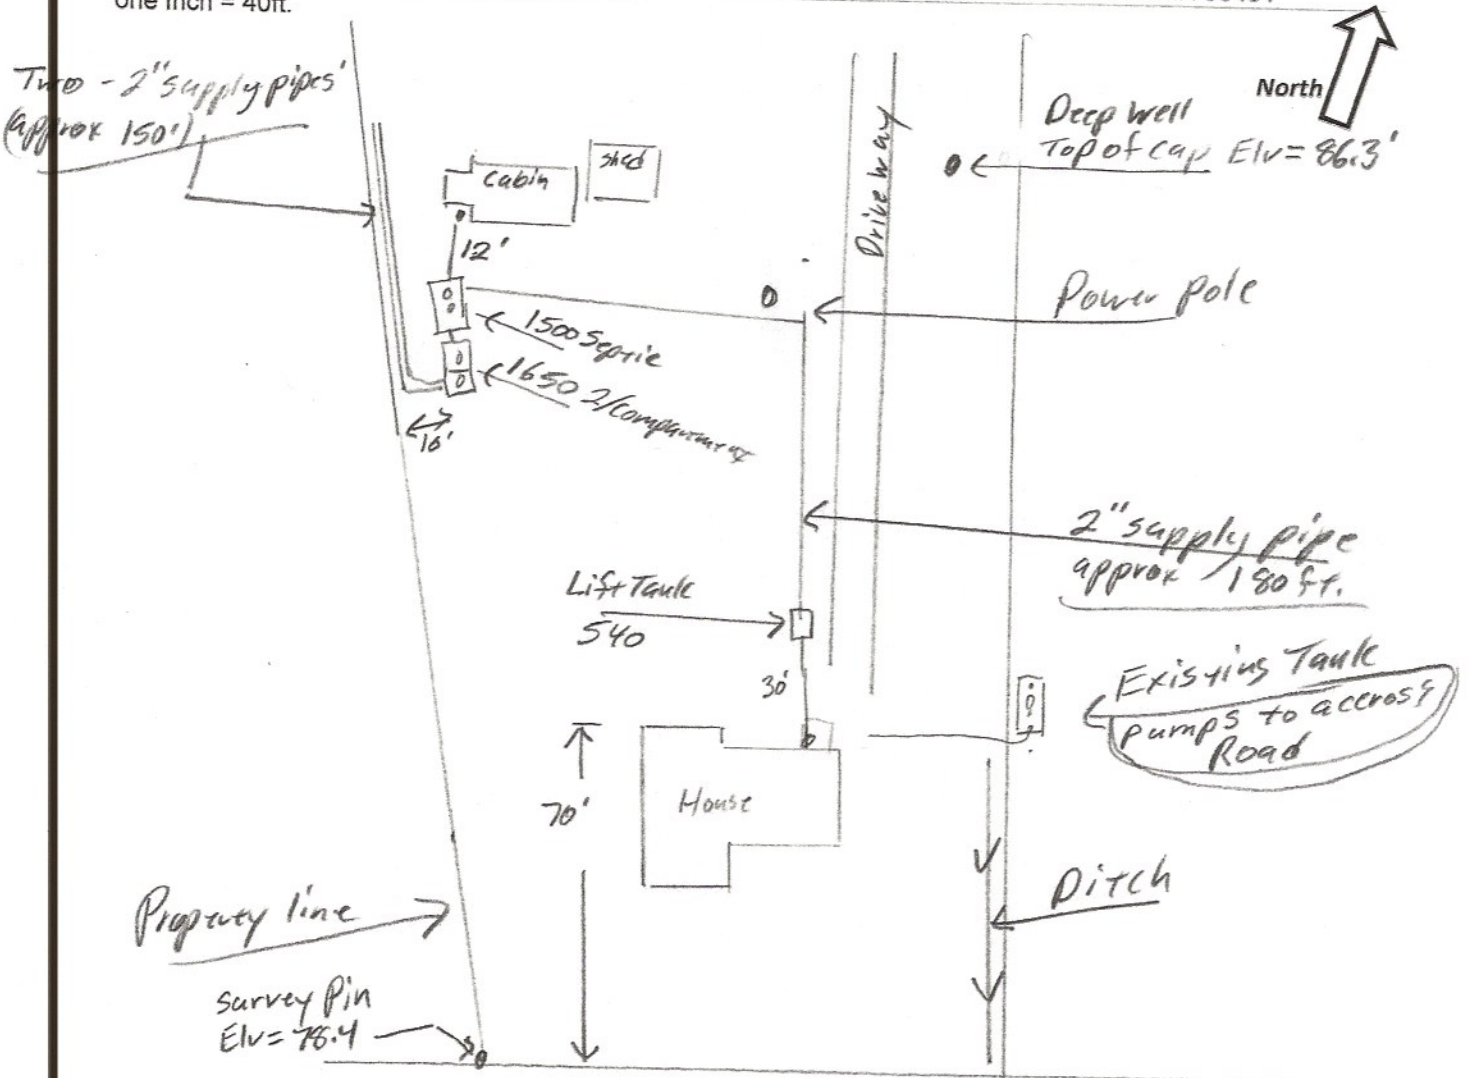 one inch = 40ft.
North
Two - 2" supply pipes'
(approx 150')
Deep well
Top of cap Elv = 86.3'
cabin
shed
Driveway
12'
Power pole
1500 Septic
1650 2/compartment
16'
2" supply pipe
approx 180 ft.
Lift Tank
540
30'
Existing Tank
pumps to accross
Road
70'
House
Ditch
Property line
survey Pin
Elv = 78.4